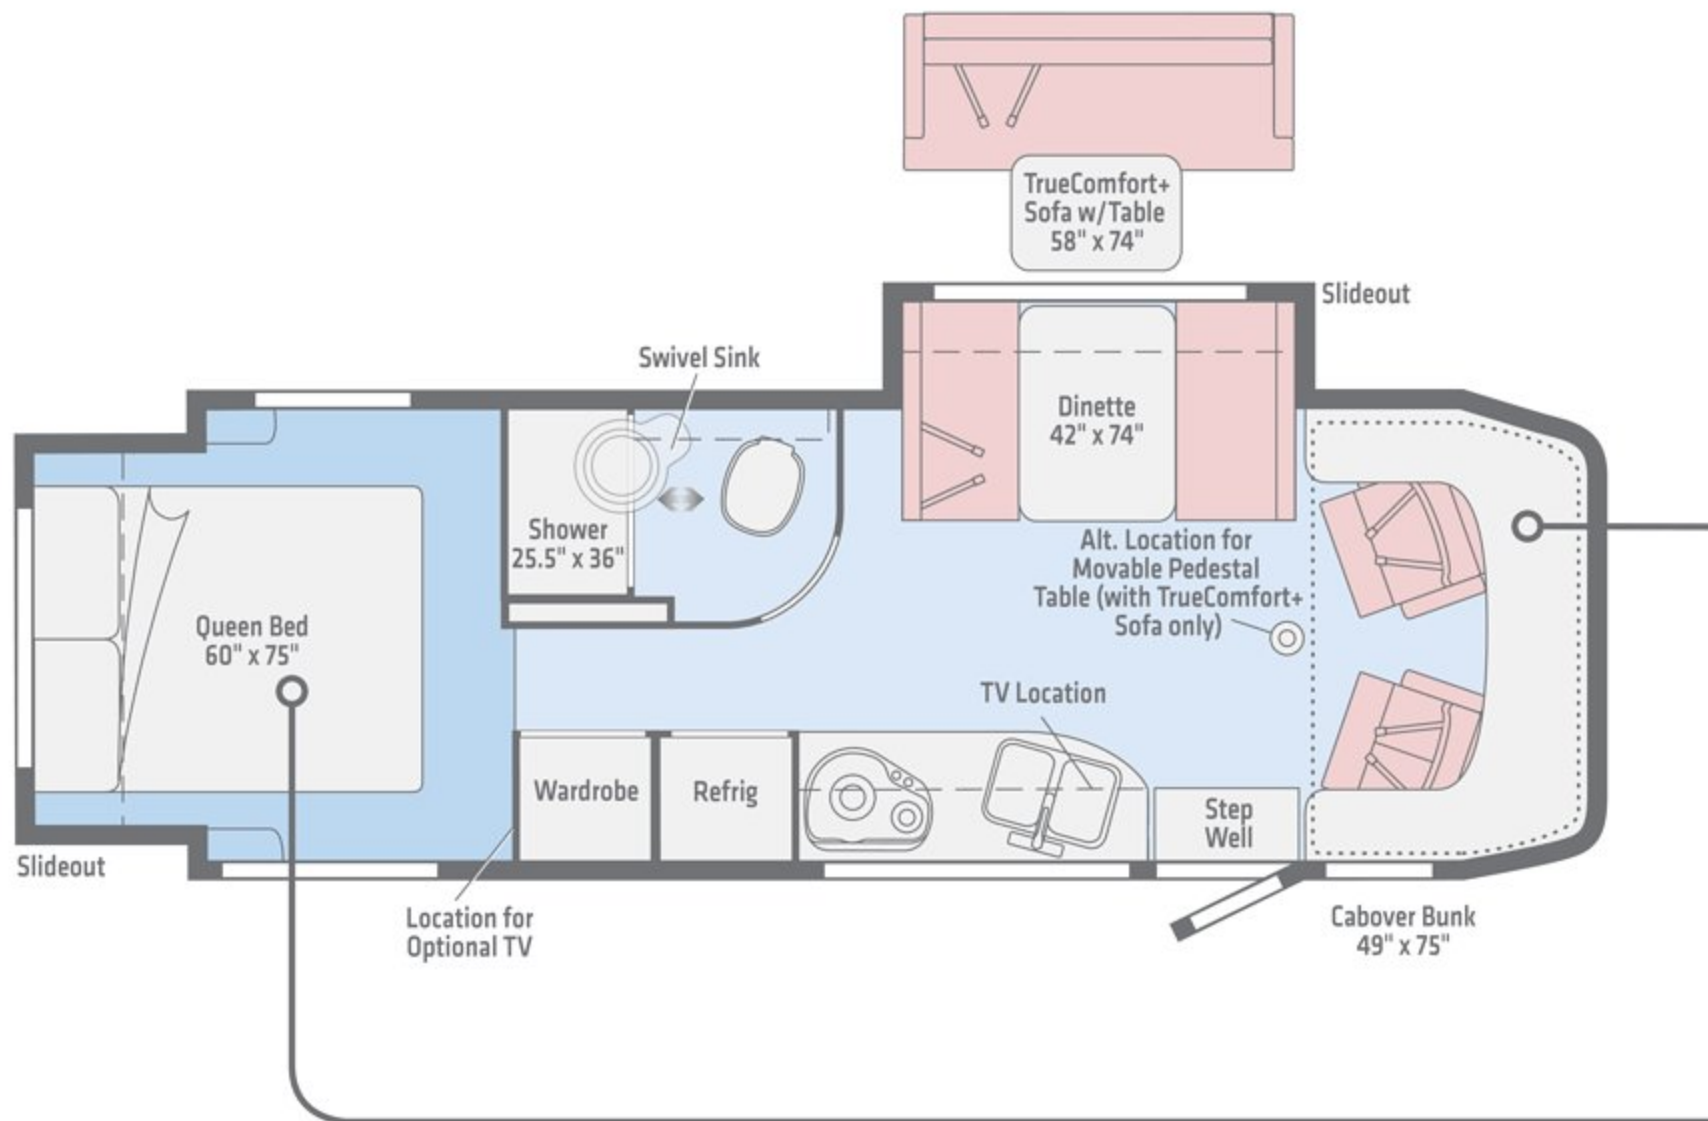 TrueComfort+
Sofa w/Table
58" x 74"
Slideout
Swivel Sink
Dinette
42" x 74"
Shower
25.5" x 36"
Alt. Location for
Movable Pedestal
Table (with TrueComfort+
Sofa only)
Queen Bed
60" x 75"
TV Location
Wardrobe
Refrig
Step
Well
Slideout
Location for
Optional TV
Cabover Bunk
49" x 75"